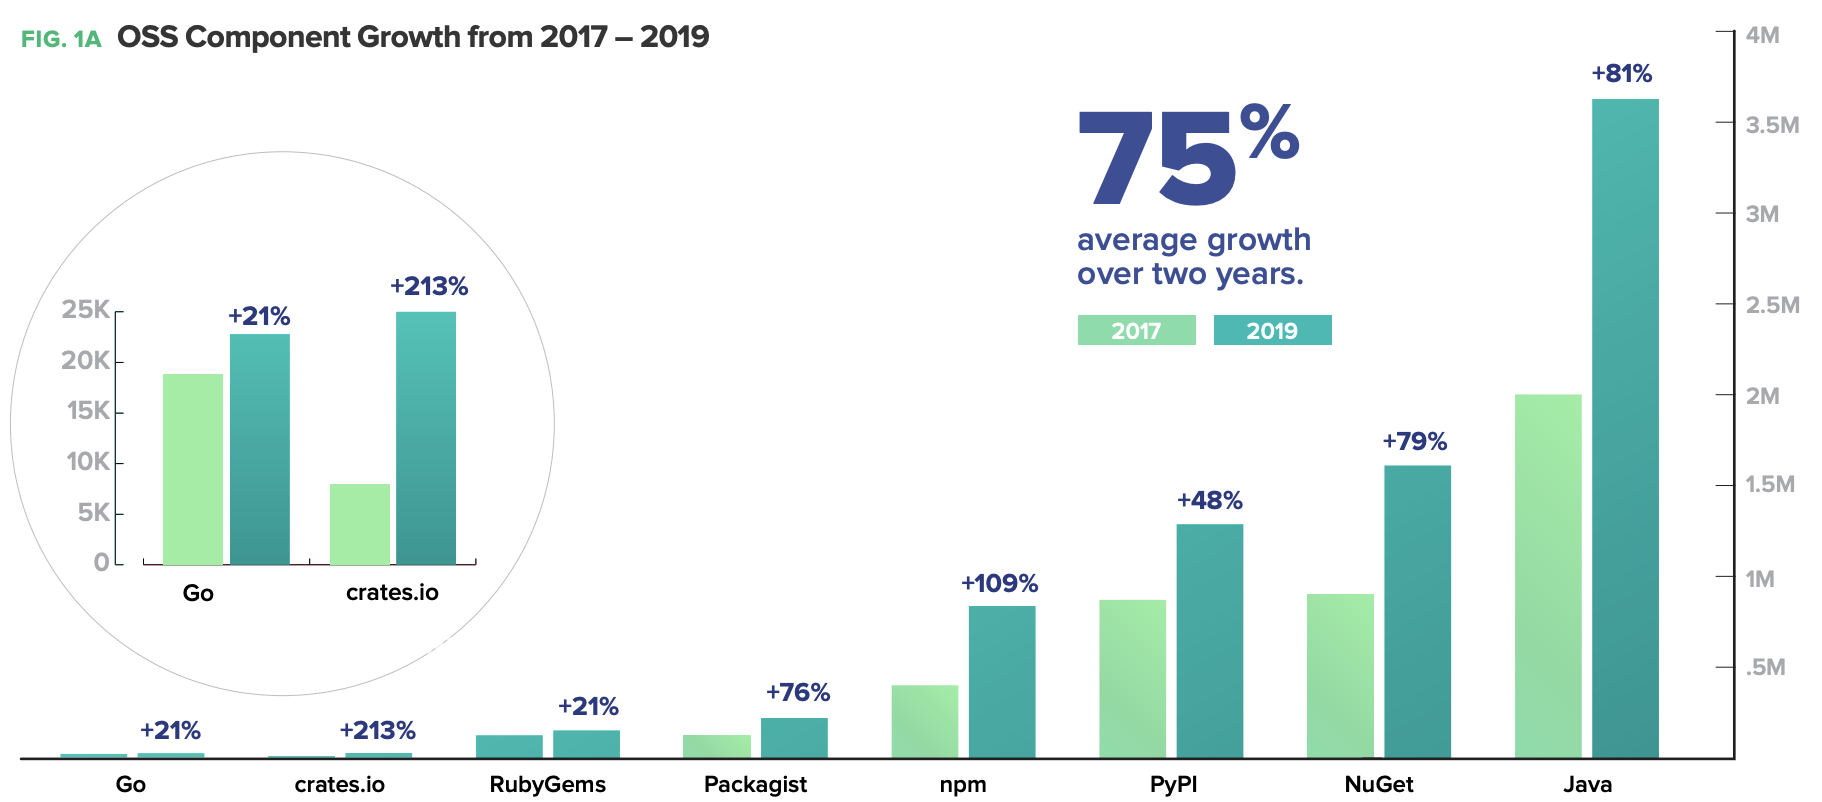 FIG. 1A OSS Component Growth from 2017 – 2019
75%
average growth
over two years.
2017 2019
25K
20K
15K
10K
5K
0
+21%
+213%
Go crates.io
4M
3.5M
3M
2.5M
2M
1.5M
1M
.5M
+21%
+213%
+21%
+76%
+109%
+48%
+79%
+81%
Go crates.io RubyGems Packagist npm PyPI NuGet Java